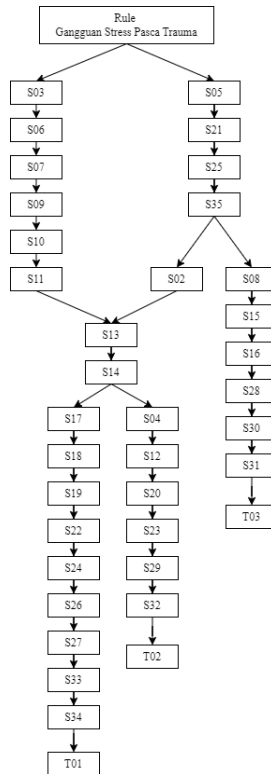 Rule
Gangguan Stress Pasca Trauma
S03
S05
S06
S21
S07
S25
S09
S35
S10
S11
S02
S08
S13
S15
S14
S16
S17
S04
S28
S18
S12
S30
S19
S20
S31
S22
S23
T03
S24
S29
S26
S32
S27
T02
S33
S34
T01